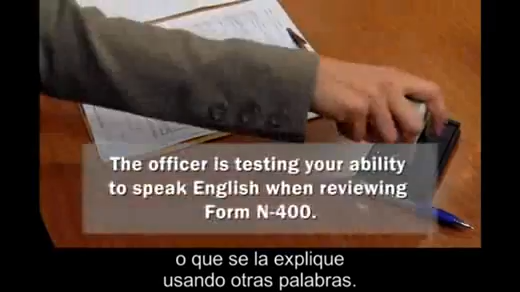 The officer is testing your ability
to speak English when reviewing
Form N-400.
o que se la explique
usando otras palabras.